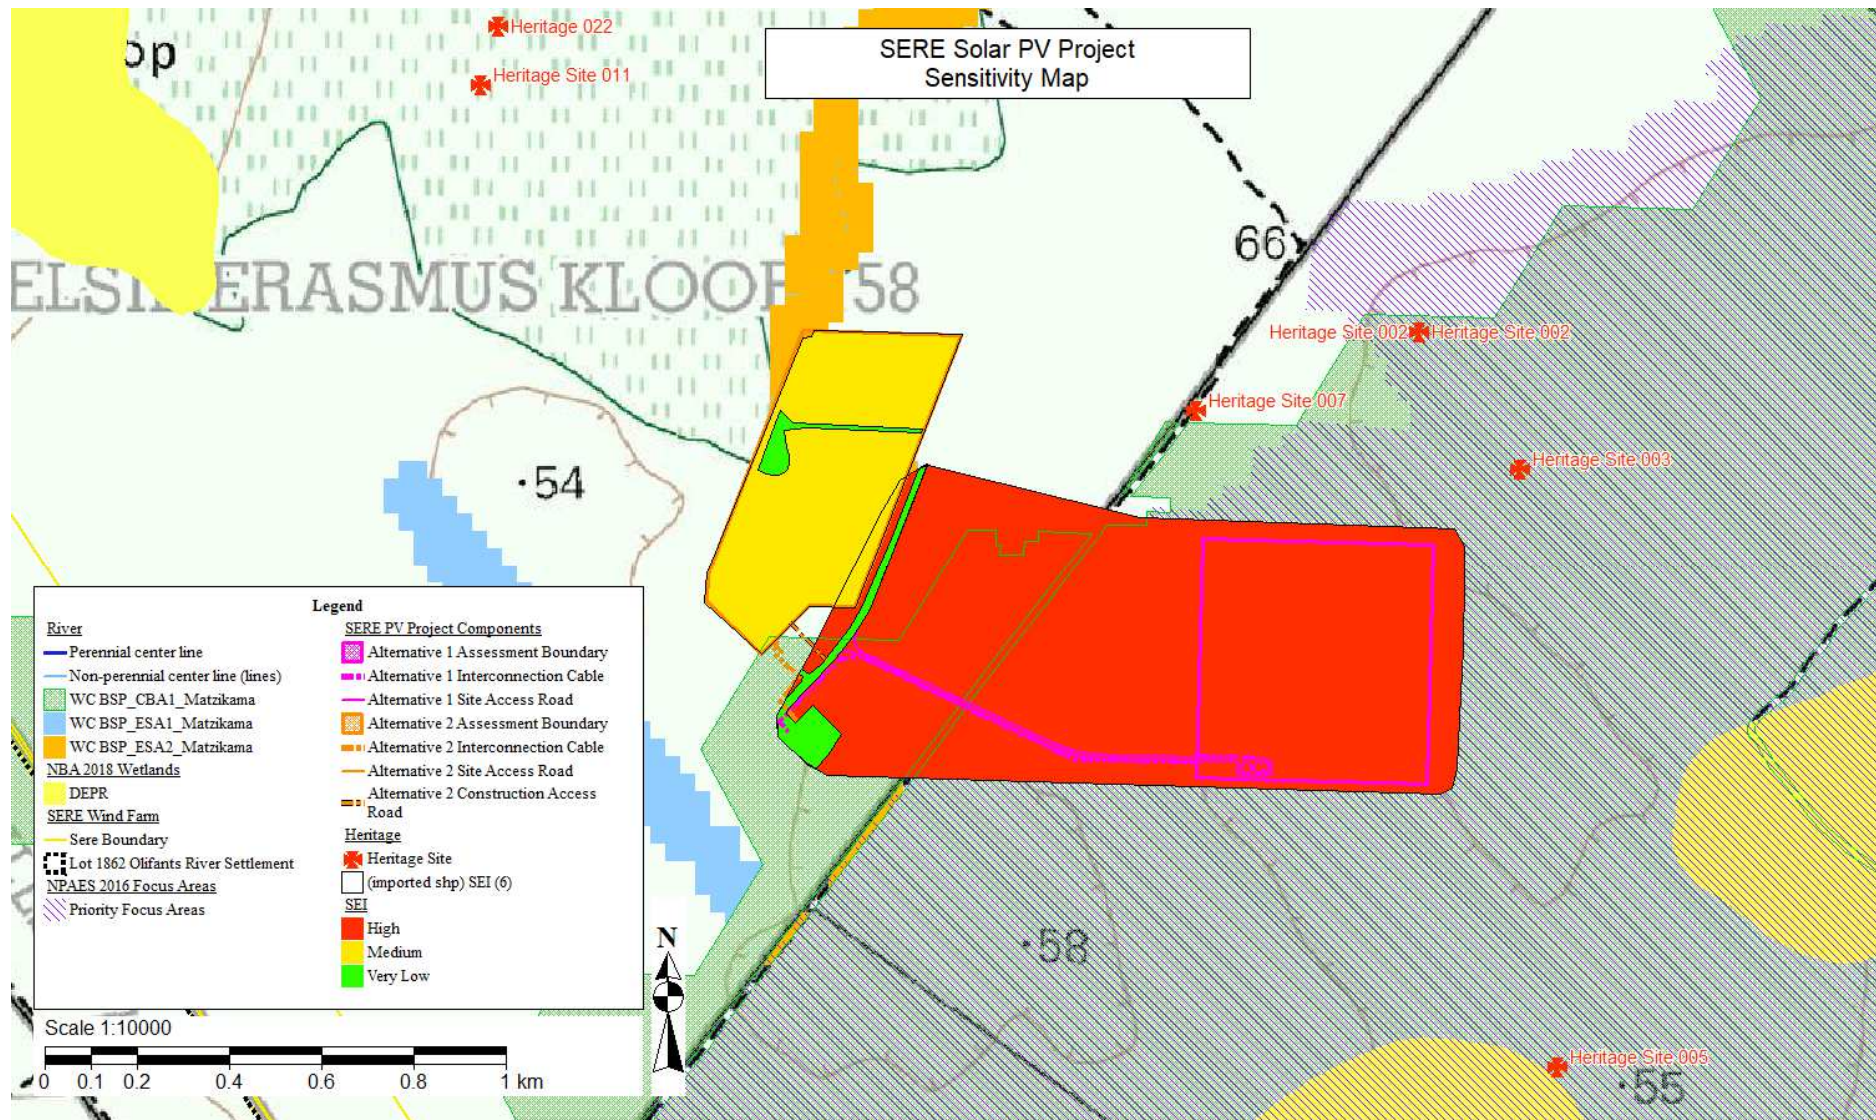 Heritage 022
op
SERE Solar PV Project
Sensitivity Map
Heritage Site 011
66
ELSIE ERASMUS KLOOF 58
Heritage Site 002
Heritage Site 002
Heritage Site 007
Heritage Site 003
54
Legend
River
Perennial center line
Non-perennial center line (lines)
WC BSP_CBA1_Matzikama
WC BSP_ESA1_Matzikama
WC BSP_ESA2_Matzikama
NBA 2018 Wetlands
DEPR
SERE Wind Farm
Sere Boundary
Lot 1862 Olifants River Settlement
NPAES 2016 Focus Areas
Priority Focus Areas
SERE PV Project Components
Alternative 1 Assessment Boundary
Alternative 1 Interconnection Cable
Alternative 1 Site Access Road
Alternative 2 Assessment Boundary
Alternative 2 Interconnection Cable
Alternative 2 Site Access Road
Alternative 2 Construction Access
Road
Heritage
Heritage Site
(imported shp) SEI (6)
SEI
High
Medium
Very Low
N
58
Scale 1:10000
0 0.1 0.2 0.4 0.6 0.8 1 km
Heritage Site 005
55